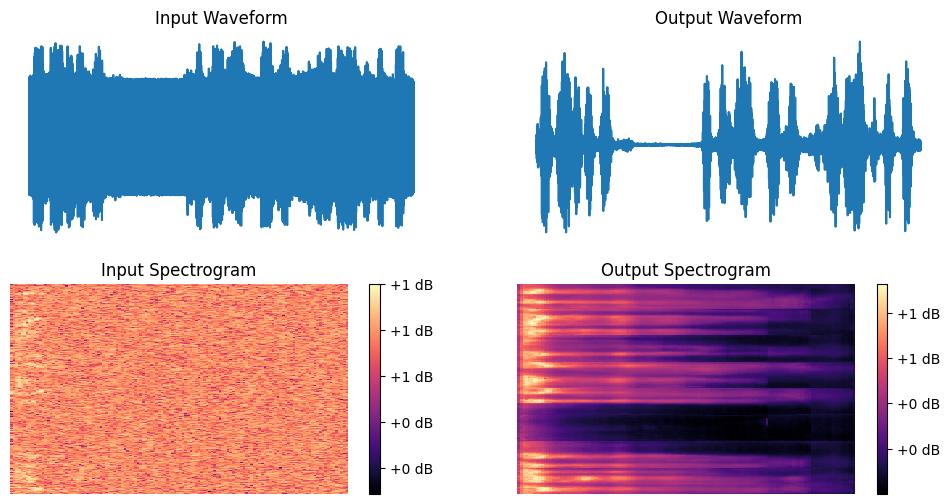 Input Waveform
Output Waveform
Input Spectrogram
+1 dB
+1 dB
+1 dB
+0 dB
+0 dB
Output Spectrogram
+1 dB
+1 dB
+0 dB
+0 dB